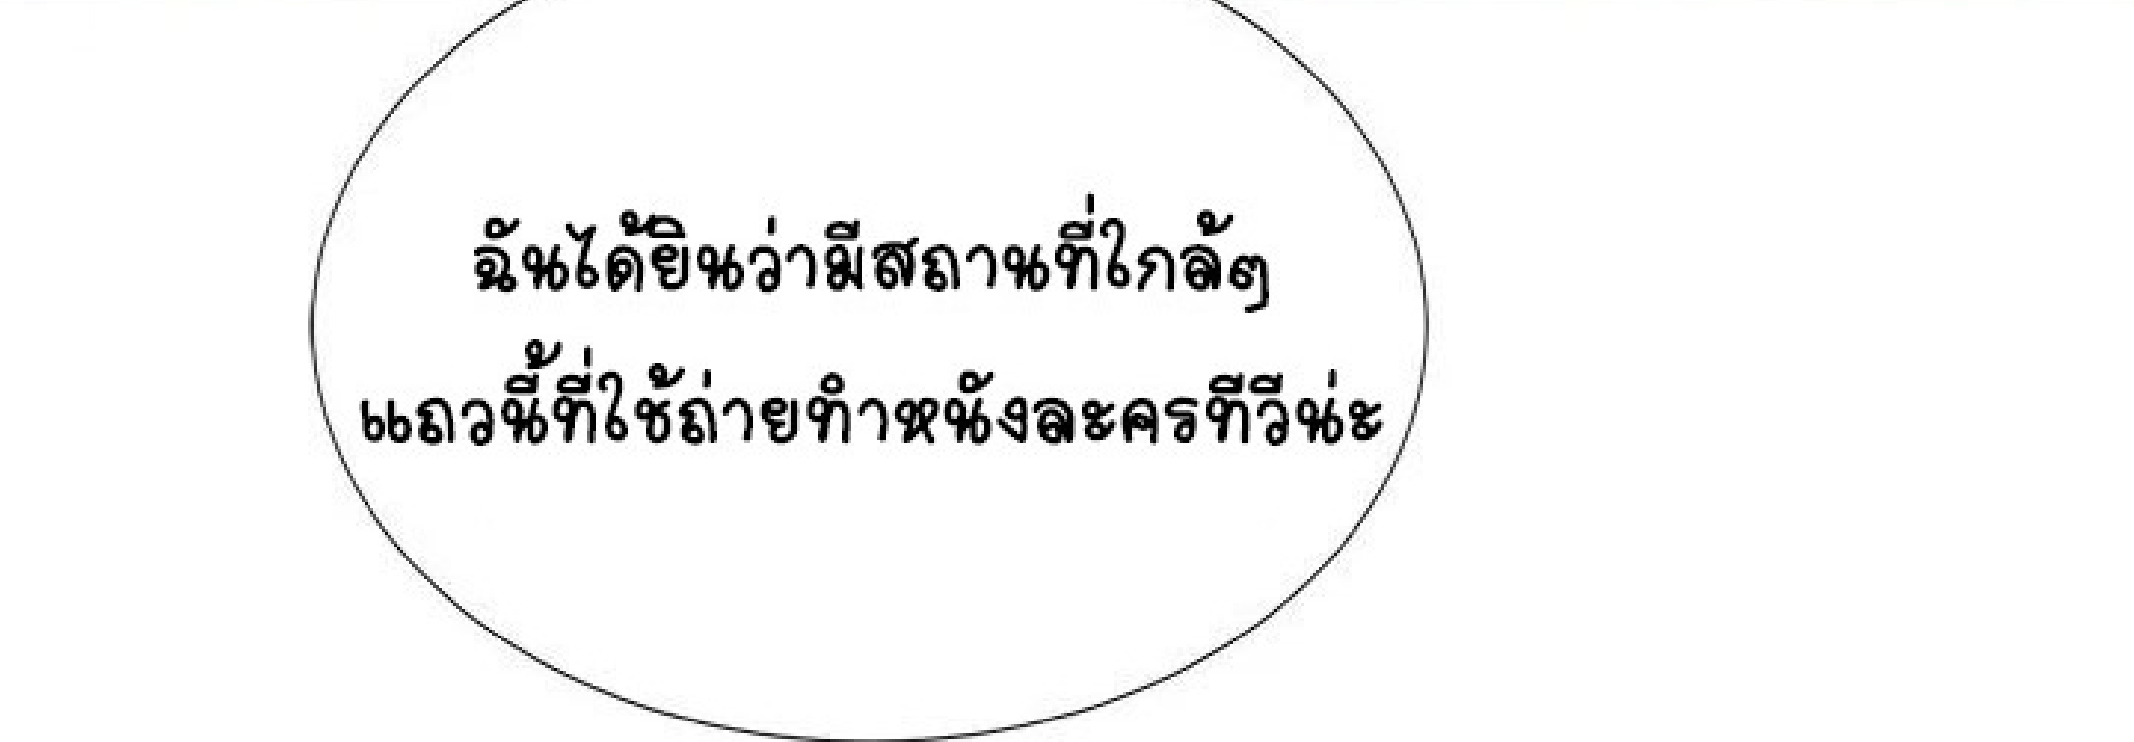 ฉันได้ยินว่ามีสถานที่ใกล้ๆ
แถวนี้ที่ใช้ถ่ายทำหนังละครทีวีน่ะ